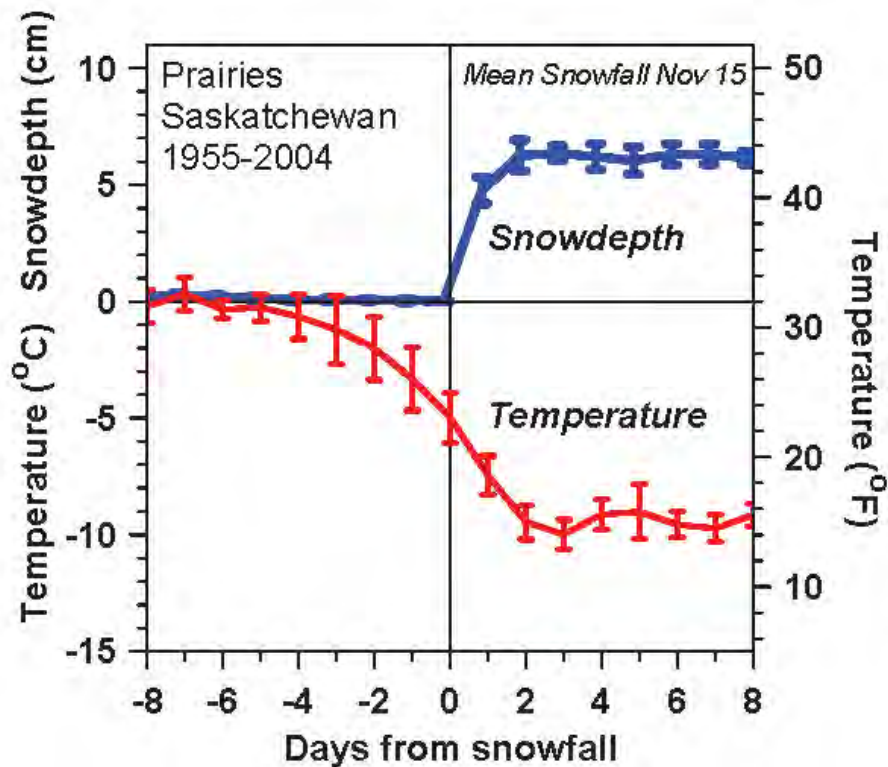 Prairies
Saskatchewan
1955-2004
Mean Snowfall Nov 15
Snowdepth
Temperature
10
5
0
-5
-10
-15
Temperature (°C) Snowdepth (cm)
50
40
30
20
10
Temperature (°F)
-8 -6 -4 -2 0 2 4 6 8
Days from snowfall